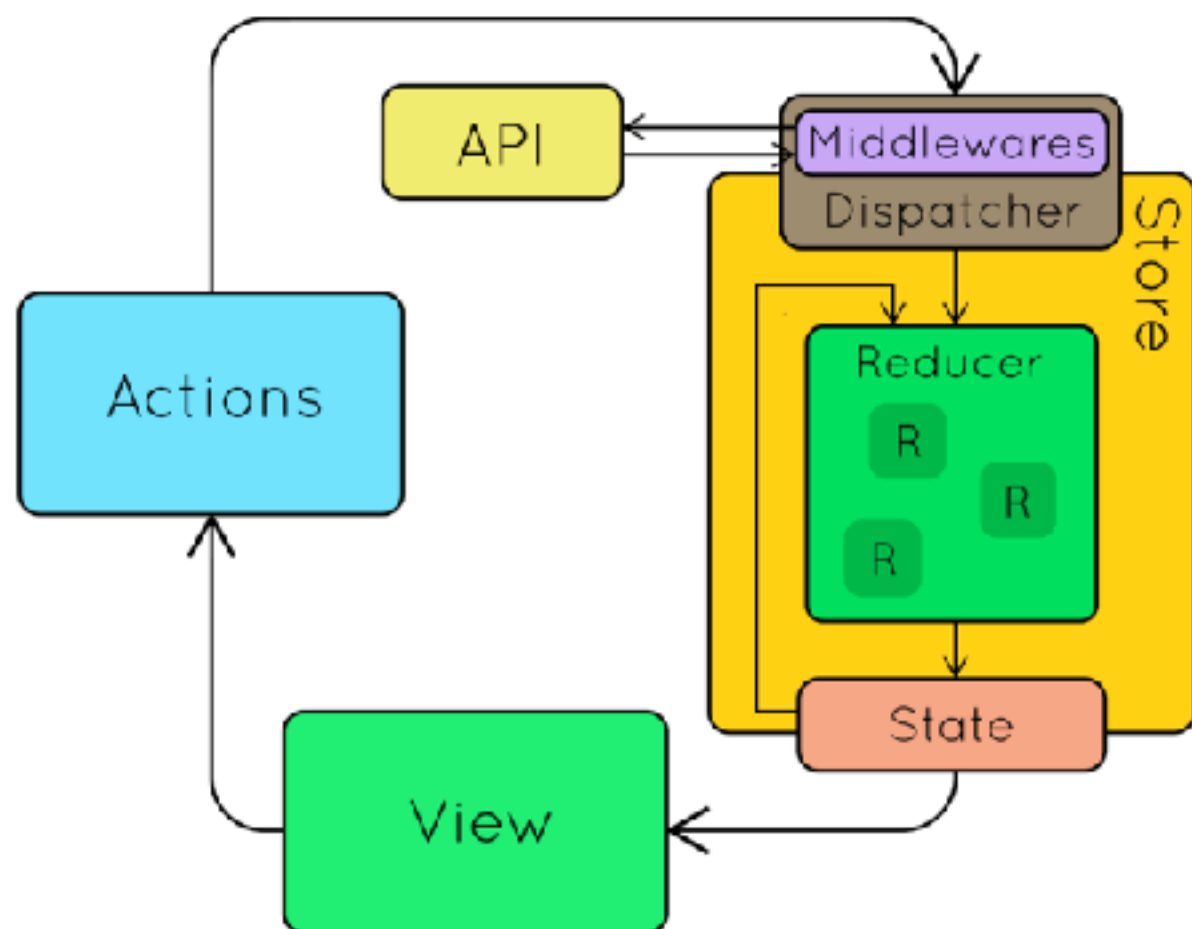 API
Middlewares
Dispatcher
Store
Actions
Reducer
R
R
R
State
View